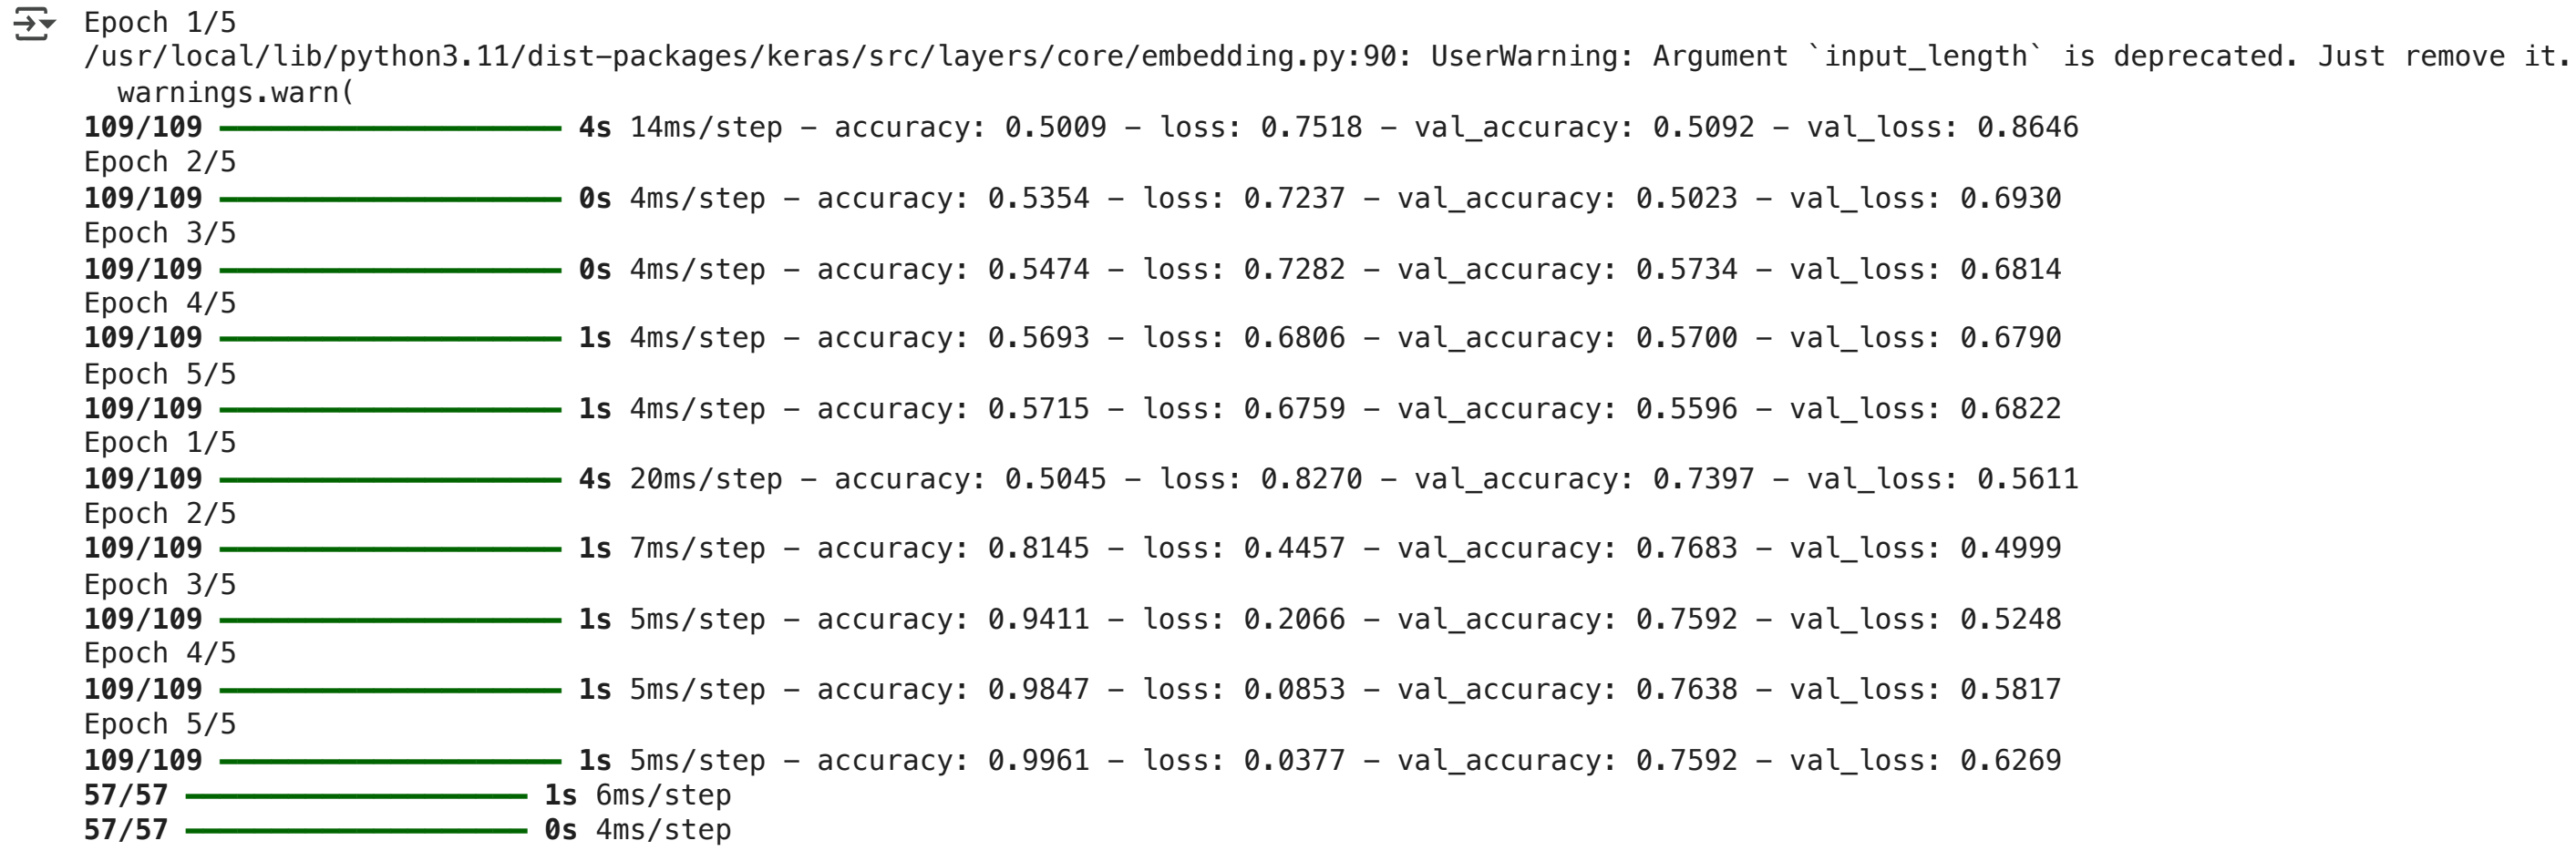 Epoch 1/5
/usr/local/lib/python3.11/dist-packages/keras/src/layers/core/embedding.py:90: UserWarning: Argument `input_length` is deprecated. Just remove it.
  warnings.warn(
109/109 ━━━━━━━━━━━━━━━━━━━━ 4s 14ms/step - accuracy: 0.5009 - loss: 0.7518 - val_accuracy: 0.5092 - val_loss: 0.8646
Epoch 2/5
109/109 ━━━━━━━━━━━━━━━━━━━━ 0s 4ms/step - accuracy: 0.5354 - loss: 0.7237 - val_accuracy: 0.5023 - val_loss: 0.6930
Epoch 3/5
109/109 ━━━━━━━━━━━━━━━━━━━━ 0s 4ms/step - accuracy: 0.5474 - loss: 0.7282 - val_accuracy: 0.5734 - val_loss: 0.6814
Epoch 4/5
109/109 ━━━━━━━━━━━━━━━━━━━━ 1s 4ms/step - accuracy: 0.5693 - loss: 0.6806 - val_accuracy: 0.5700 - val_loss: 0.6790
Epoch 5/5
109/109 ━━━━━━━━━━━━━━━━━━━━ 1s 4ms/step - accuracy: 0.5715 - loss: 0.6759 - val_accuracy: 0.5596 - val_loss: 0.6822
Epoch 1/5
109/109 ━━━━━━━━━━━━━━━━━━━━ 4s 20ms/step - accuracy: 0.5045 - loss: 0.8270 - val_accuracy: 0.7397 - val_loss: 0.5611
Epoch 2/5
109/109 ━━━━━━━━━━━━━━━━━━━━ 1s 7ms/step - accuracy: 0.8145 - loss: 0.4457 - val_accuracy: 0.7683 - val_loss: 0.4999
Epoch 3/5
109/109 ━━━━━━━━━━━━━━━━━━━━ 1s 5ms/step - accuracy: 0.9411 - loss: 0.2066 - val_accuracy: 0.7592 - val_loss: 0.5248
Epoch 4/5
109/109 ━━━━━━━━━━━━━━━━━━━━ 1s 5ms/step - accuracy: 0.9847 - loss: 0.0853 - val_accuracy: 0.7638 - val_loss: 0.5817
Epoch 5/5
109/109 ━━━━━━━━━━━━━━━━━━━━ 1s 5ms/step - accuracy: 0.9961 - loss: 0.0377 - val_accuracy: 0.7592 - val_loss: 0.6269
57/57 ━━━━━━━━━━━━━━━━━━━━ 1s 6ms/step
57/57 ━━━━━━━━━━━━━━━━━━━━ 0s 4ms/step